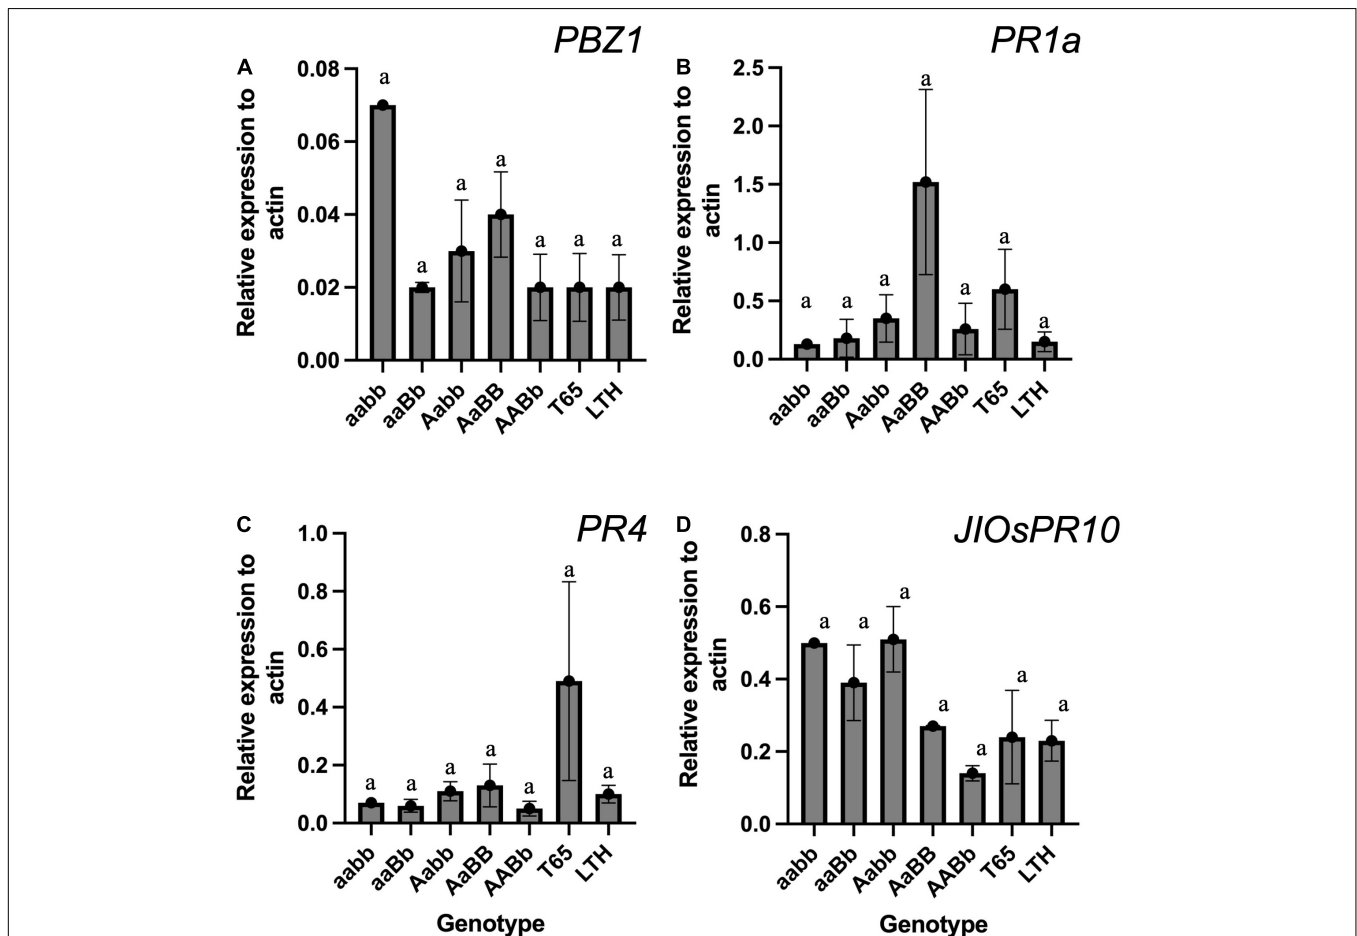 PBZ1
A
Relative expression to
actin
0.08
0.06
0.04
0.02
0.00
a
a
a
a
a
a
a
aabb
aaBb
Aabb
AaBB
AABb
T65
LTH
PR1a
B
Relative expression to
actin
2.5
2.0
1.5
1.0
0.5
0.0
a
a
a
a
a
a
a
aabb
aaBb
Aabb
AaBB
AABb
T65
LTH
PR4
C
Relative expression to
actin
1.0
0.8
0.6
0.4
0.2
0.0
a
a
a
a
a
a
a
aabb
aaBb
Aabb
AaBB
AABb
T65
LTH
Genotype
JIOsPR10
D
Relative expression to
actin
0.8
0.6
0.4
0.2
0.0
a
a
a
a
a
a
a
aabb
aaBb
Aabb
AaBB
AABb
T65
LTH
Genotype